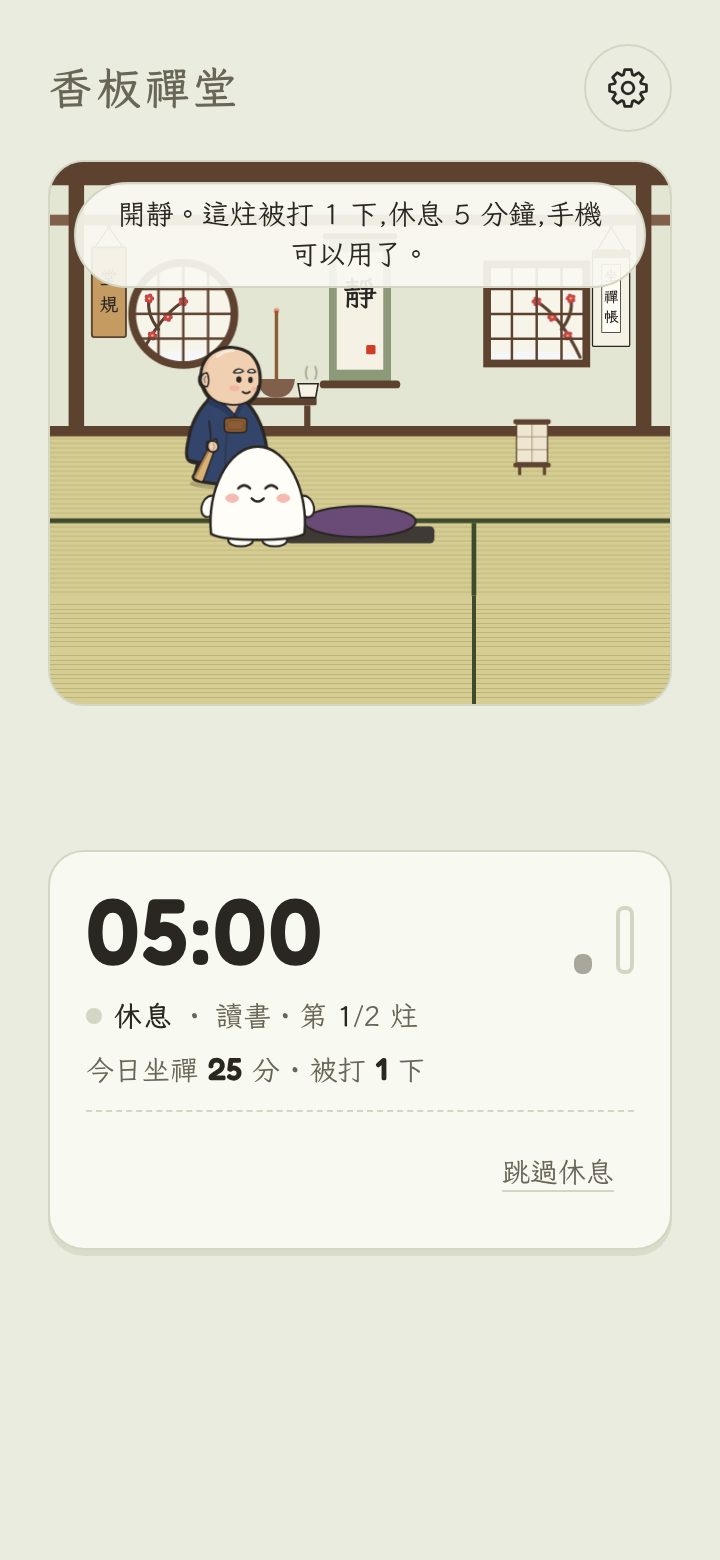 香板禪堂
開靜。這炷被打 1 下,休息 5 分鐘,手機
可以用了。
規
靜
禪
帳
05:00
休息 · 讀書·第 1/2 炷
今日坐禪 25 分·被打 1 下
跳過休息